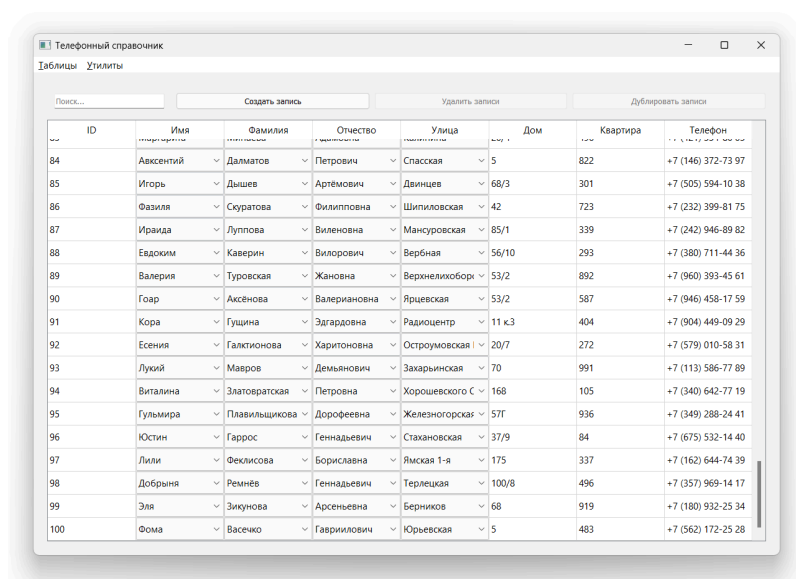 Телефонный справочник
Таблицы Утилиты
Поиск... Создать запись Удалить записи Дублировать записи
ID Имя Фамилия Отчество Улица Дом Квартира Телефон
84 Авксентий Далматов Петрович Спасская 5 822 +7 (146) 372-73 97
85 Игорь Дышев Артёмович Двинцев 68/3 301 +7 (505) 594-10 38
86 Фазиля Скуратова Филипповна Шипиловская 42 723 +7 (232) 399-81 75
87 Ираида Луппова Виленовна Мансуровская 85/1 339 +7 (242) 946-89 82
88 Евдоким Каверин Вилорович Вербная 56/10 293 +7 (380) 711-44 36
89 Валерия Туровская Жановна Верхнелихоборс 53/2 892 +7 (960) 393-45 61
90 Гоар Аксёнова Валериановна Ярцевская 53/2 587 +7 (946) 458-17 59
91 Кора Гущина Эдгардовна Радиоцентр 11 к.3 404 +7 (904) 449-09 29
92 Есения Галктионова Харитоновна Остроумовская 20/7 272 +7 (579) 010-58 31
93 Лукий Мавров Демьянович Захарьинская 70 991 +7 (113) 586-77 89
94 Виталина Златовратская Петровна Хорошевского С 168 105 +7 (340) 642-77 19
95 Гульмира Плавильщикова Дорофеевна Железногорская 57Г 936 +7 (349) 288-24 41
96 Юстин Гаррос Геннадьевич Стахановская 37/9 84 +7 (675) 532-14 40
97 Лили Феклисова Бориславна Ямская 1-я 175 337 +7 (162) 644-74 39
98 Добрыня Ремнёв Геннадьевич Терлецкая 100/8 496 +7 (357) 969-14 17
99 Эля Зикунова Арсеньевна Берников 68 919 +7 (180) 932-25 34
100 Фома Васечко Гавриилович Юрьевская 5 483 +7 (562) 172-25 28